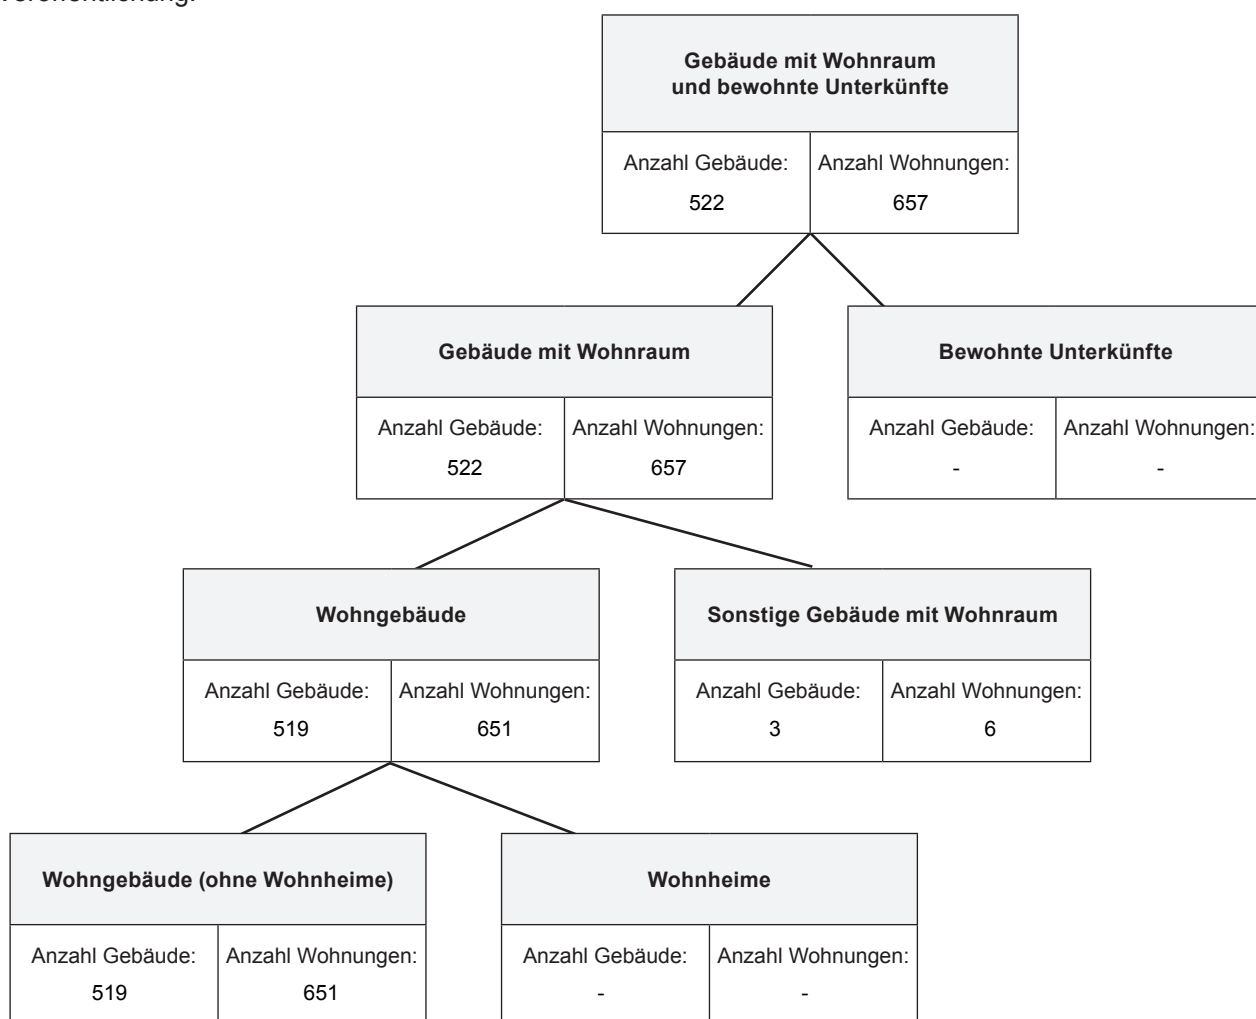 Veröffentlichung.
Gebäude mit Wohnraum
und bewohnte Unterkünfte
Anzahl Gebäude: Anzahl Wohnungen:
522 657
Gebäude mit Wohnraum Bewohnte Unterkünfte
Anzahl Gebäude: Anzahl Wohnungen: Anzahl Gebäude: Anzahl Wohnungen:
522 657 - -
Wohngebäude Sonstige Gebäude mit Wohnraum
Anzahl Gebäude: Anzahl Wohnungen: Anzahl Gebäude: Anzahl Wohnungen:
519 651 3 6
Wohngebäude (ohne Wohnheime) Wohnheime
Anzahl Gebäude: Anzahl Wohnungen: Anzahl Gebäude: Anzahl Wohnungen:
519 651 - -